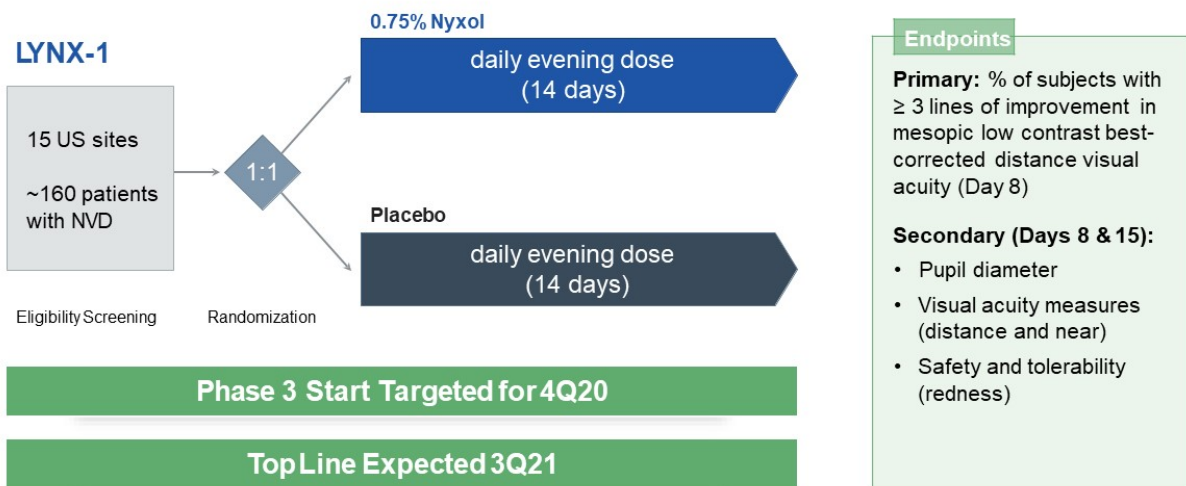 LYNX-1
15 US sites
~160 patients
with NVD
Eligibility Screening
1:1
Randomization
0.75% Nyxol
daily evening dose
(14 days)
Placebo
daily evening dose
(14 days)
Phase 3 Start Targeted for 4Q20
Top Line Expected 3Q21
Endpoints
Primary: % of subjects with
≥ 3 lines of improvement in
mesopic low contrast best-
corrected distance visual
acuity (Day 8)
Secondary (Days 8 & 15):
• Pupil diameter
• Visual acuity measures
(distance and near)
• Safety and tolerability
(redness)